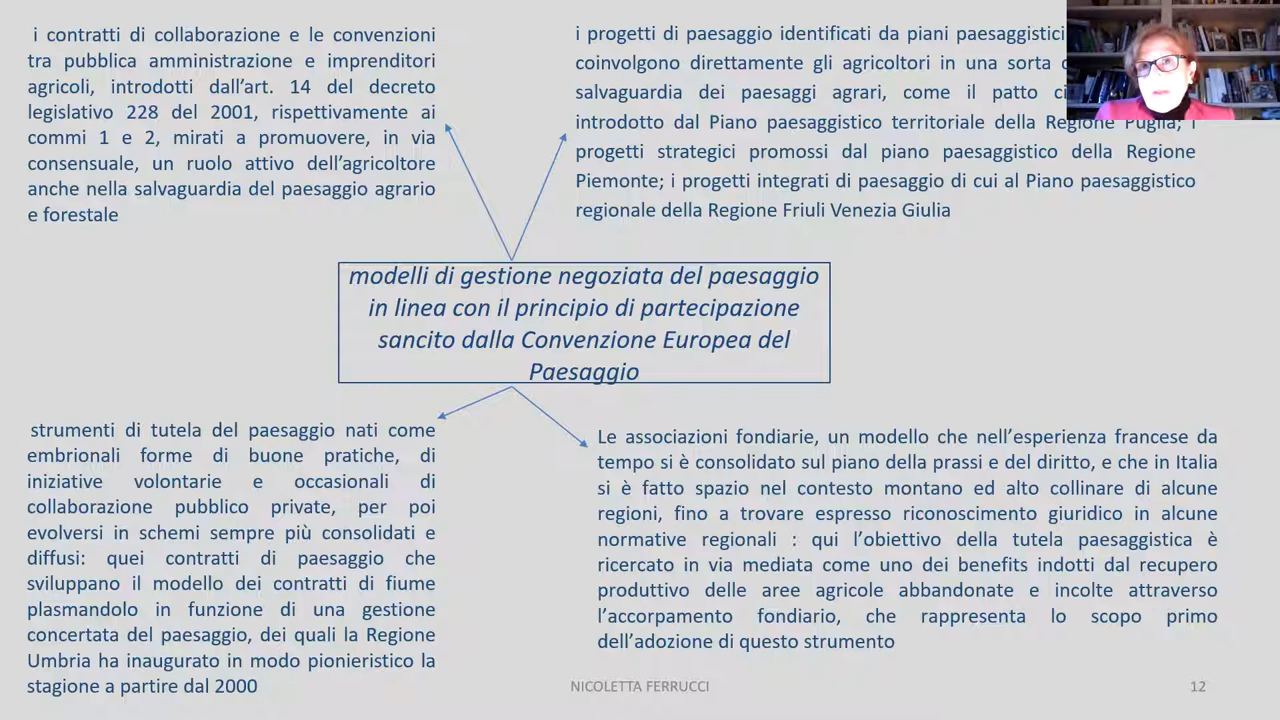 i contratti di collaborazione e le convenzioni
tra pubblica amministrazione e imprenditori
agricoli, introdotti dall'art. 14 del decreto
legislativo 228 del 2001, rispettivamente ai
commi 1 e 2, mirati a promuovere, in via
consensuale, un ruolo attivo dell'agricoltore
anche nella salvaguardia del paesaggio agrario
e forestale
i progetti di paesaggio identificati da piani paesaggistici
coinvolgono direttamente gli agricoltori in una sorta
salvaguardia dei paesaggi agrari, come il patto
introdotto dal Piano paesaggistico territoriale della Regione Puglia; i
progetti strategici promossi dal piano paesaggistico della Regione
Piemonte; i progetti integrati di paesaggio di cui al Piano paesaggistico
regionale della Regione Friuli Venezia Giulia
modelli di gestione negoziata del paesaggio
in linea con il principio di partecipazione
sancito dalla Convenzione Europea del
Paesaggio
strumenti di tutela del paesaggio nati come
embrionali forme di buone pratiche, di
iniziative volontarie e occasionali di
collaborazione pubblico private, per poi
evolversi in schemi sempre più consolidati e
diffusi: quei contratti di paesaggio che
sviluppano il modello dei contratti di fiume
plasmandolo in funzione di una gestione
concertata del paesaggio, dei quali la Regione
Umbria ha inaugurato in modo pionieristico la
stagione a partire dal 2000
Le associazioni fondiarie, un modello che nell'esperienza francese da
tempo si è consolidato sul piano della prassi e del diritto, e che in Italia
si è fatto spazio nel contesto montano ed alto collinare di alcune
regioni, fino a trovare espresso riconoscimento giuridico in alcune
normative regionali : qui l'obiettivo della tutela paesaggistica è
ricercato in via mediata come uno dei benefits indotti dal recupero
produttivo delle aree agricole abbandonate e incolte attraverso
l'accorpamento fondiario, che rappresenta lo scopo primo
dell'adozione di questo strumento
NICOLETTA FERRUCCI
12